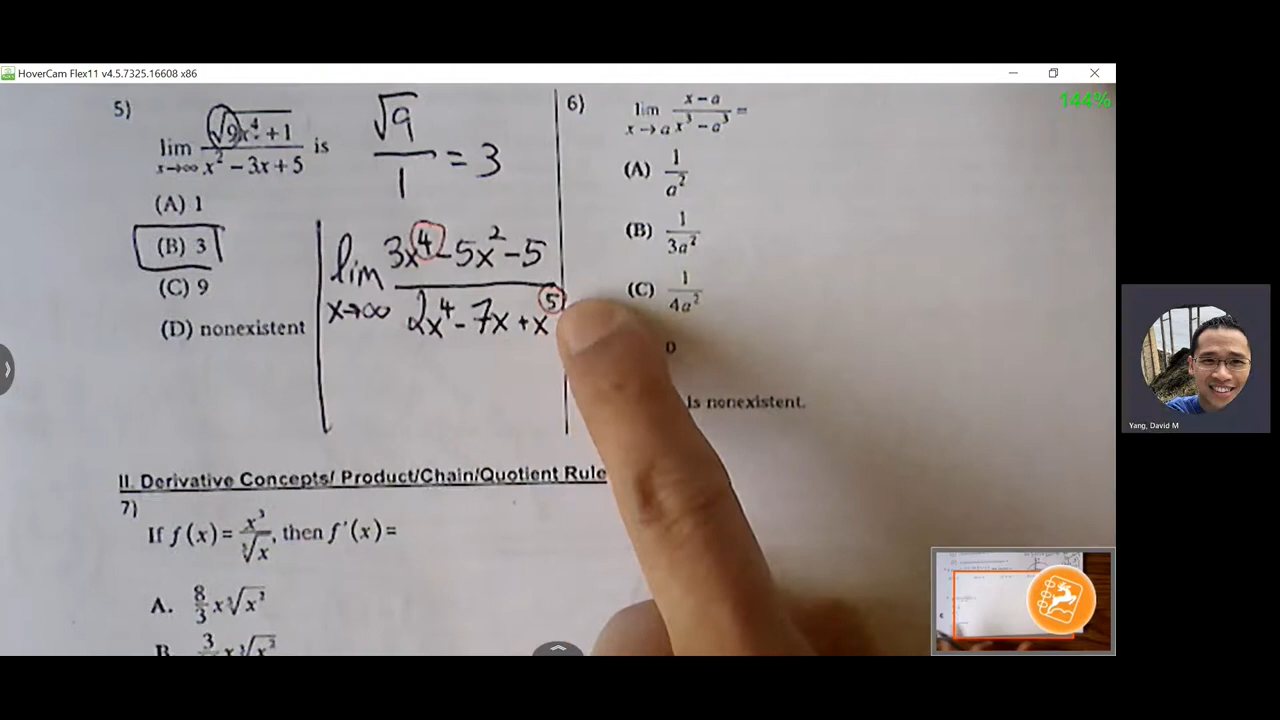 HoverCam Flex11 v4.5.7325.16608 x86
144%
5)
lim x→∞ √9x⁴+1 / x² − 3x + 5 is
√9 / 1 = 3
(A) 1
(B) 3
(C) 9
(D) nonexistent
lim x→∞ 3x⁴ - 5x² - 5 / 2x⁴ - 7x + x⁵
6)
lim x→a x − a / x³ − a³ =
(A) 1/a²
(B) 1/3a²
(C) 1/4a²
0
is nonexistent.
II. Derivative Concepts/ Product/Chain/Quotient Rule
7)
If f(x) = x³ / ∛x, then f'(x) =
A. 8/3 x ∛x²
B. 3 x ∛x²
Yang, David M